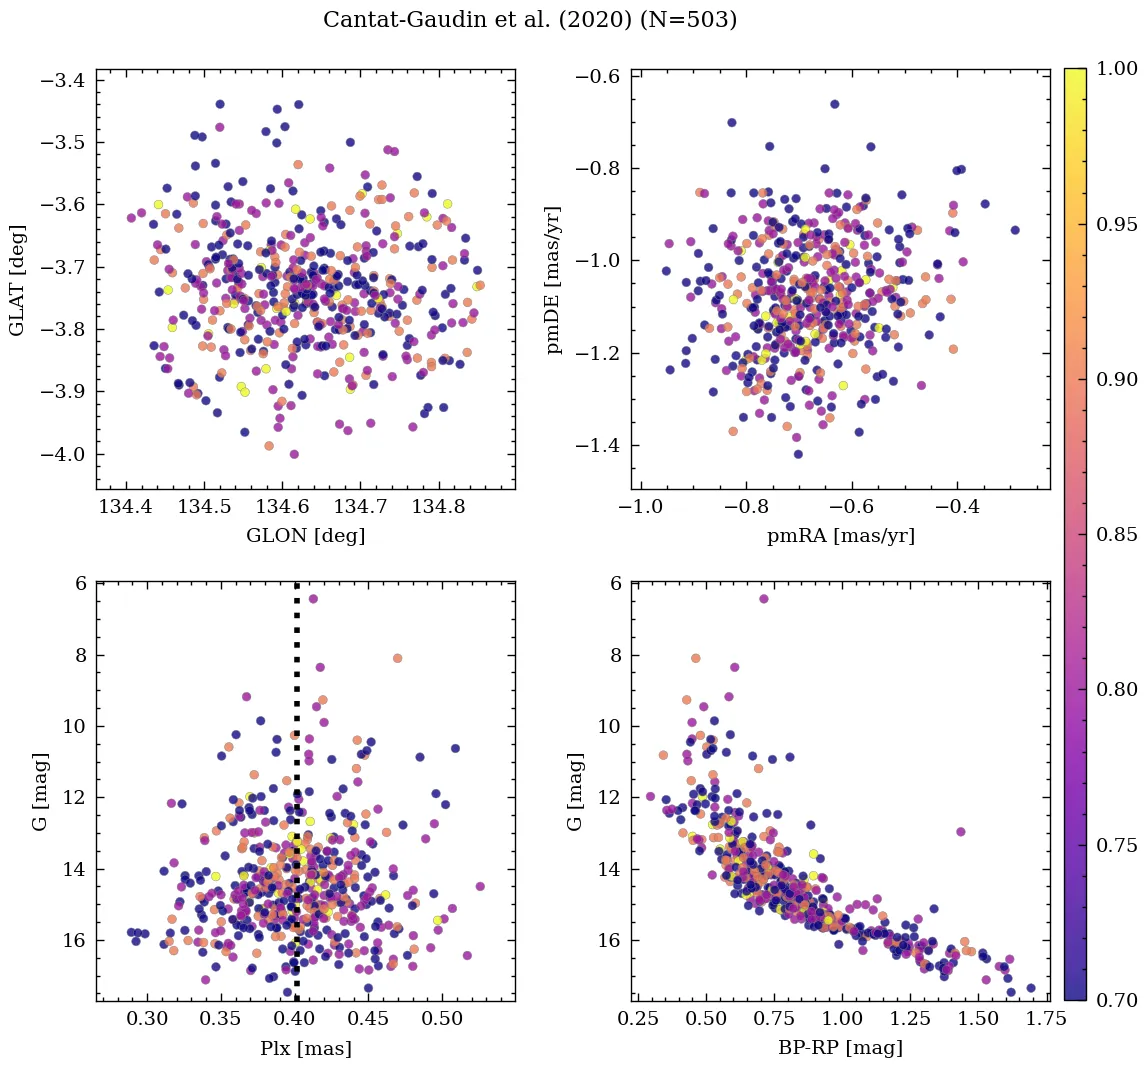 Cantat-Gaudin et al. (2020) (N=503)
−3.4
−3.5
−3.6
−3.7
−3.8
−3.9
−4.0
GLAT [deg]
134.4 134.5 134.6 134.7 134.8
GLON [deg]
−0.6
−0.8
−1.0
−1.2
−1.4
pmDE [mas/yr]
−1.0 −0.8 −0.6 −0.4
pmRA [mas/yr]
6
8
10
12
14
16
G [mag]
0.30 0.35 0.40 0.45 0.50
Plx [mas]
6
8
10
12
14
16
G [mag]
0.25 0.50 0.75 1.00 1.25 1.50 1.75
BP-RP [mag]
1.00
0.95
0.90
0.85
0.80
0.75
0.70